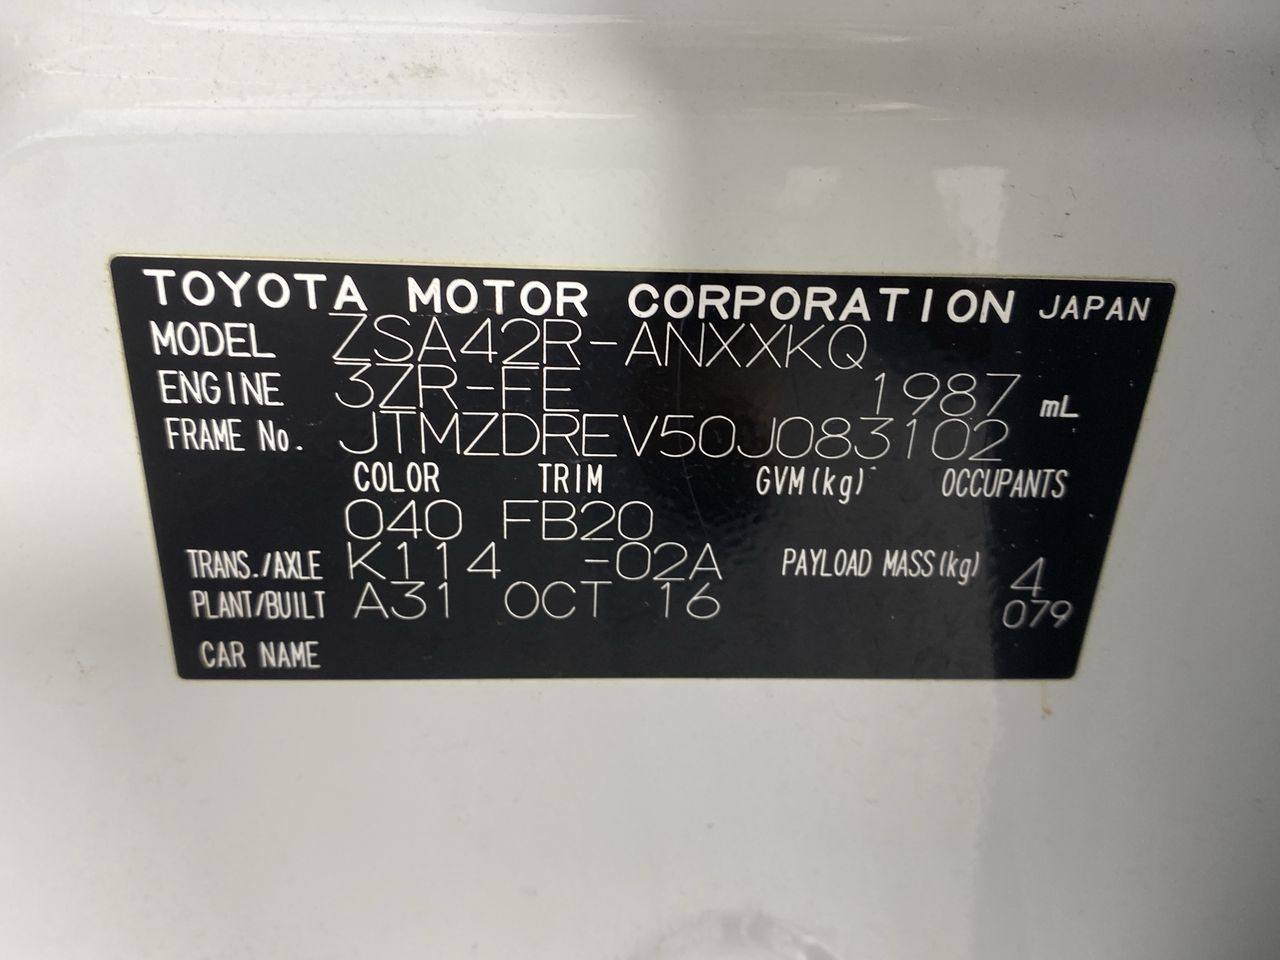 TOYOTA MOTOR CORPORATION JAPAN
MODEL ZSA42R-ANXXKQ
ENGINE 3ZR-FE 1987 mL
FRAME No. JTMZDREV50J083102
COLOR TRIM GVM(kg) OCCUPANTS
040 FB20
TRANS./AXLE K114 -02A PAYLOAD MASS(kg) 4
PLANT/BUILT A31 OCT 16 079
CAR NAME